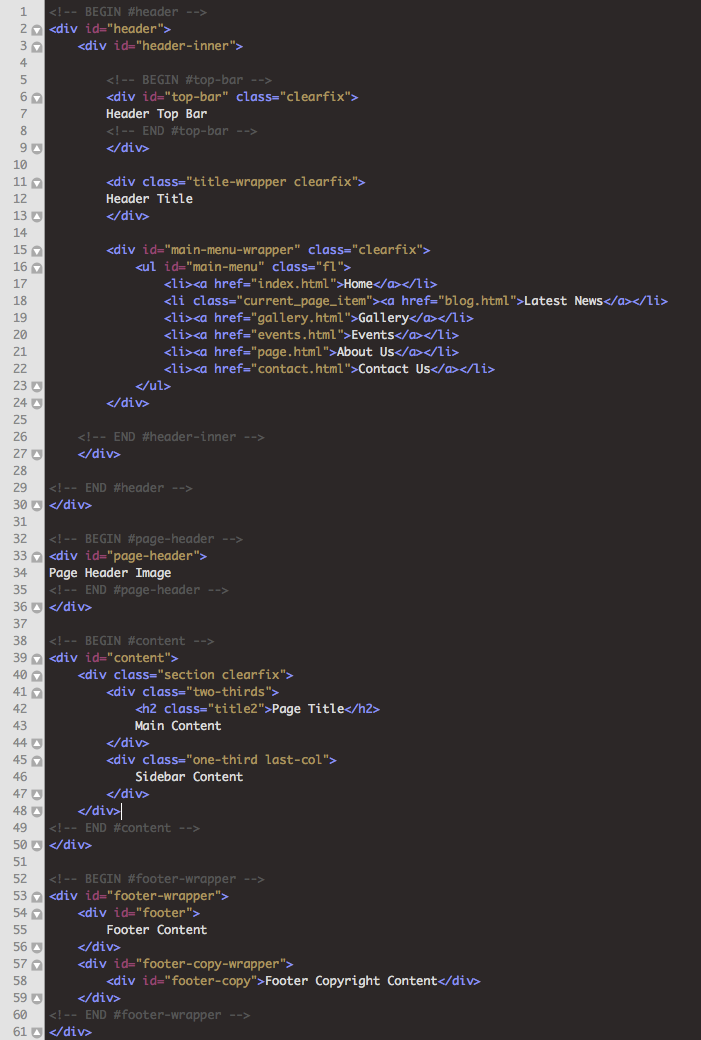 1 <!-- BEGIN #header -->
2 <div id="header">
3 <div id="header-inner">
4
5 <!-- BEGIN #top-bar -->
6 <div id="top-bar" class="clearfix">
7 Header Top Bar
8 <!-- END #top-bar -->
9 </div>
10
11 <div class="title-wrapper clearfix">
12 Header Title
13 </div>
14
15 <div id="main-menu-wrapper" class="clearfix">
16 <ul id="main-menu" class="fl">
17 <li><a href="index.html">Home</a></li>
18 <li class="current_page_item"><a href="blog.html">Latest News</a></li>
19 <li><a href="gallery.html">Gallery</a></li>
20 <li><a href="events.html">Events</a></li>
21 <li><a href="page.html">About Us</a></li>
22 <li><a href="contact.html">Contact Us</a></li>
23 </ul>
24 </div>
25
26 <!-- END #header-inner -->
27 </div>
28
29 <!-- END #header -->
30 </div>
31
32 <!-- BEGIN #page-header -->
33 <div id="page-header">
34 Page Header Image
35 <!-- END #page-header -->
36 </div>
37
38 <!-- BEGIN #content -->
39 <div id="content">
40 <div class="section clearfix">
41 <div class="two-thirds">
42 <h2 class="title2">Page Title</h2>
43 Main Content
44 </div>
45 <div class="one-third last-col">
46 Sidebar Content
47 </div>
48 </div>
49 <!-- END #content -->
50 </div>
51
52 <!-- BEGIN #footer-wrapper -->
53 <div id="footer-wrapper">
54 <div id="footer">
55 Footer Content
56 </div>
57 <div id="footer-copy-wrapper">
58 <div id="footer-copy">Footer Copyright Content</div>
59 </div>
60 <!-- END #footer-wrapper -->
61 </div>